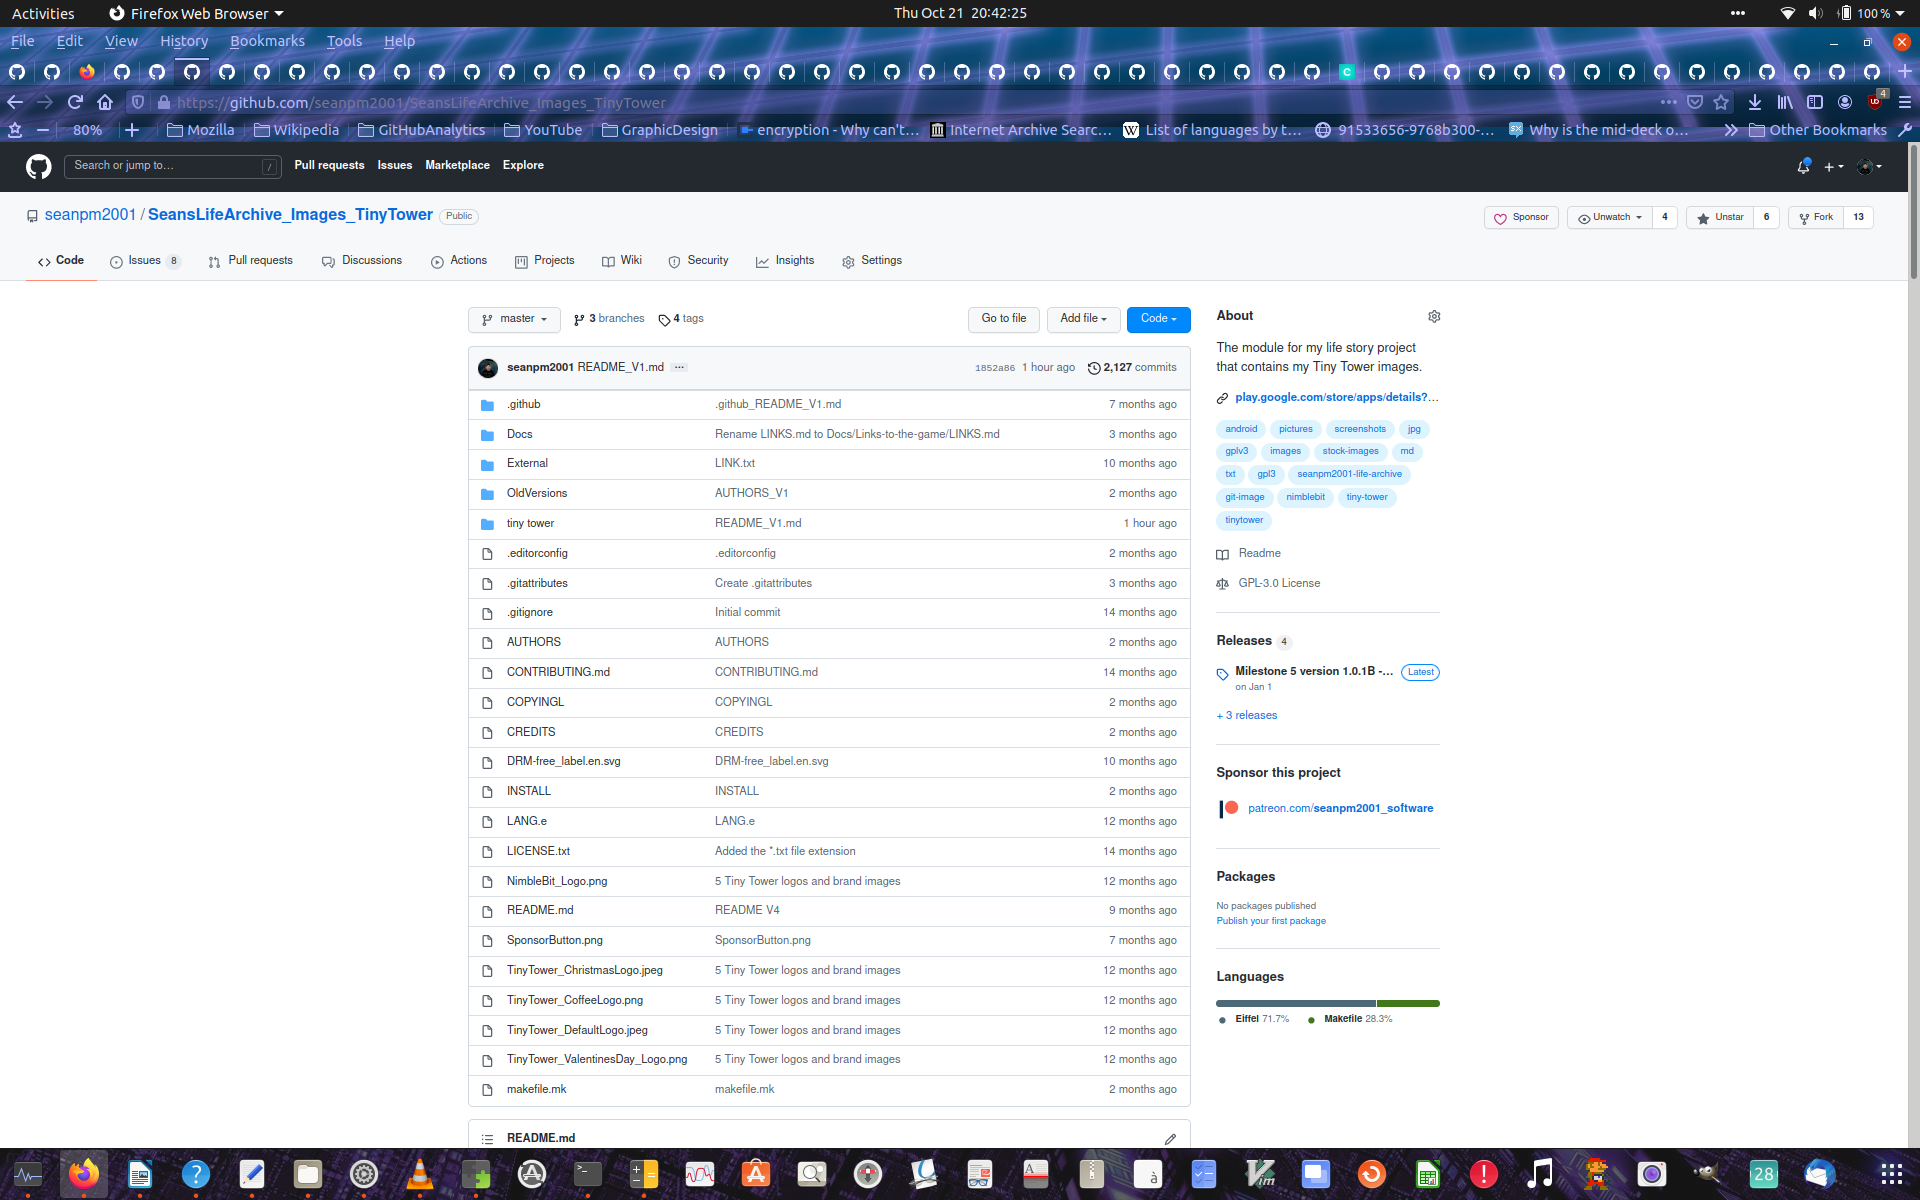 Activities Firefox Web Browser Thu Oct 21 20:42:25 100 %
File Edit View History Bookmarks Tools Help
https://github.com/seanpm2001/SeansLifeArchive_Images_TinyTower 4
80% Mozilla Wikipedia GitHubAnalytics YouTube GraphicDesign encryption - Why can't… Internet Archive Searc… List of languages by t… 91533656-9768b300-… Why is the mid-deck o… Other Bookmarks
Search or jump to… / Pull requests Issues Marketplace Explore
seanpm2001 / SeansLifeArchive_Images_TinyTower Public Sponsor Unwatch 4 Unstar 6 Fork 13
Code Issues 8 Pull requests Discussions Actions Projects Wiki Security Insights Settings
master 3 branches 4 tags Go to file Add file Code
seanpm2001 README_V1.md ··· 1852a86 1 hour ago 2,127 commits
.github .github_README_V1.md 7 months ago
Docs Rename LINKS.md to Docs/Links-to-the-game/LINKS.md 3 months ago
External LINK.txt 10 months ago
OldVersions AUTHORS_V1 2 months ago
tiny tower README_V1.md 1 hour ago
.editorconfig .editorconfig 2 months ago
.gitattributes Create .gitattributes 3 months ago
.gitignore Initial commit 14 months ago
AUTHORS AUTHORS 2 months ago
CONTRIBUTING.md CONTRIBUTING.md 14 months ago
COPYINGL COPYINGL 2 months ago
CREDITS CREDITS 2 months ago
DRM-free_label.en.svg DRM-free_label.en.svg 10 months ago
INSTALL INSTALL 2 months ago
LANG.e LANG.e 12 months ago
LICENSE.txt Added the *.txt file extension 14 months ago
NimbleBit_Logo.png 5 Tiny Tower logos and brand images 12 months ago
README.md README V4 9 months ago
SponsorButton.png SponsorButton.png 7 months ago
TinyTower_ChristmasLogo.jpeg 5 Tiny Tower logos and brand images 12 months ago
TinyTower_CoffeeLogo.png 5 Tiny Tower logos and brand images 12 months ago
TinyTower_DefaultLogo.jpeg 5 Tiny Tower logos and brand images 12 months ago
TinyTower_ValentinesDay_Logo.png 5 Tiny Tower logos and brand images 12 months ago
makefile.mk makefile.mk 2 months ago
README.md
About
The module for my life story project
that contains my Tiny Tower images.
play.google.com/store/apps/details?…
android pictures screenshots jpg
gplv3 images stock-images md
txt gpl3 seanpm2001-life-archive
git-image nimblebit tiny-tower
tinytower
Readme
GPL-3.0 License
Releases 4
Milestone 5 version 1.0.1B -… Latest
on Jan 1
+ 3 releases
Sponsor this project
patreon.com/seanpm2001_software
Packages
No packages published
Publish your first package
Languages
Eiffel 71.7% Makefile 28.3%
28